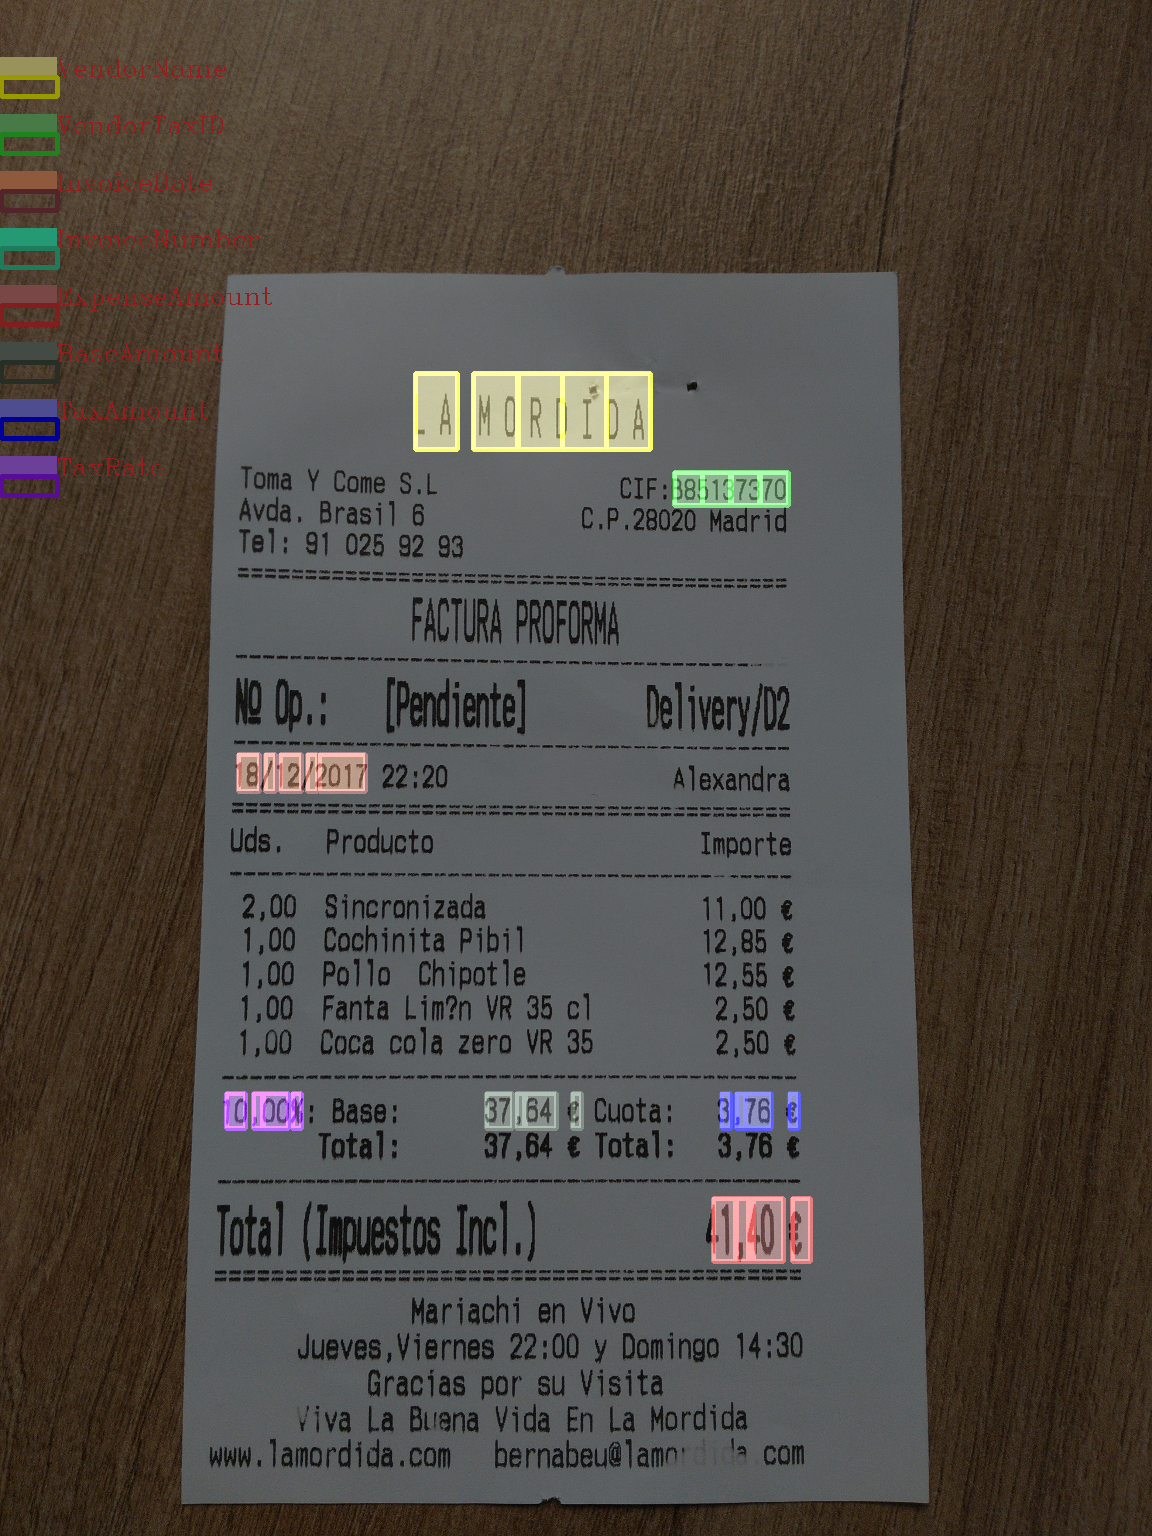 VendorName
VendorTaxID
InvoiceDate
InvoiceNumber
ExpenseAmount
BaseAmount
TaxAmount
TaxRate
LA MORDIDA
Toma Y Come S.L CIF:B85137370
Avda. Brasil 6 C.P.28020 Madrid
Tel: 91 025 92 93
FACTURA PROFORMA
Nº Op.: [Pendiente] Delivery/D2
18/12/2017 22:20 Alexandra
Uds. Producto Importe
2,00 Sincronizada 11,00 €
1,00 Cochinita Pibil 12,85 €
1,00 Pollo Chipotle 12,55 €
1,00 Fanta Lim?n VR 35 cl 2,50 €
1,00 Coca cola zero VR 35 2,50 €
10,00%: Base: 37,64 € Cuota: 3,76 €
Total: 37,64 € Total: 3,76 €
Total (Impuestos Incl.) 41,40 €
Mariachi en Vivo
Jueves,Viernes 22:00 y Domingo 14:30
Gracias por su Visita
Viva La Buena Vida En La Mordida
www.lamordida.com bernabeu@lamordida.com